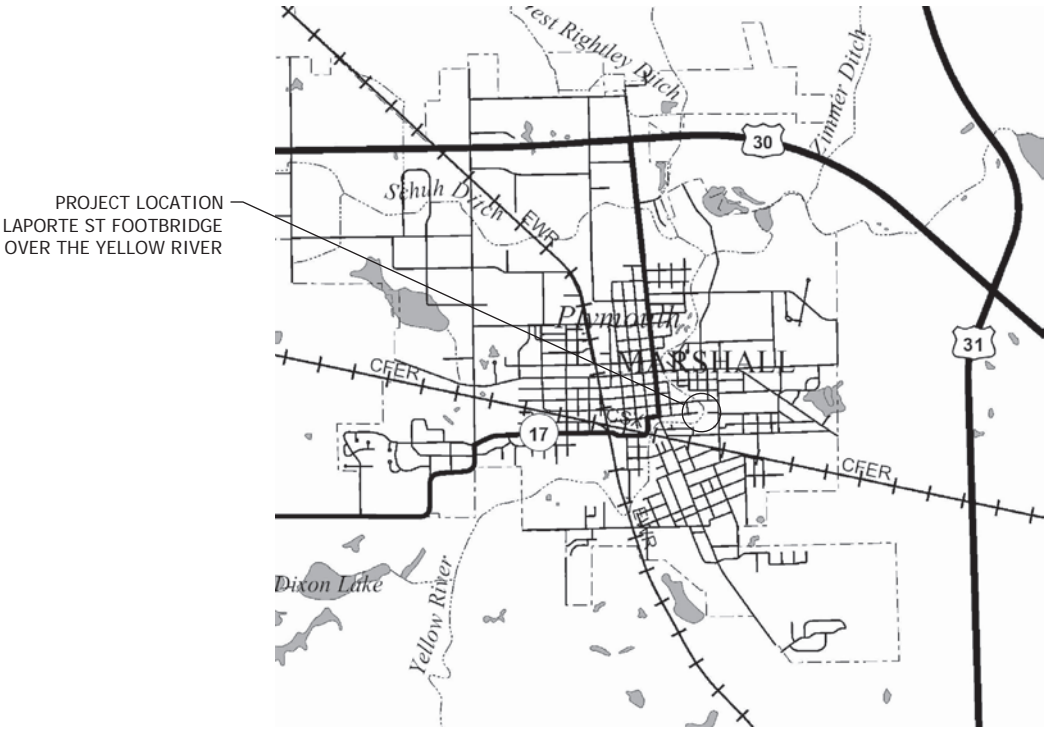 West Rightley Ditch
Zimmer Ditch
30
Schuh Ditch
EWR
PROJECT LOCATION
LAPORTE ST FOOTBRIDGE
OVER THE YELLOW RIVER
Plymouth
31
MARSHALL
CFER
CSX
17
CFER
EWR
Dixon Lake
Yellow River